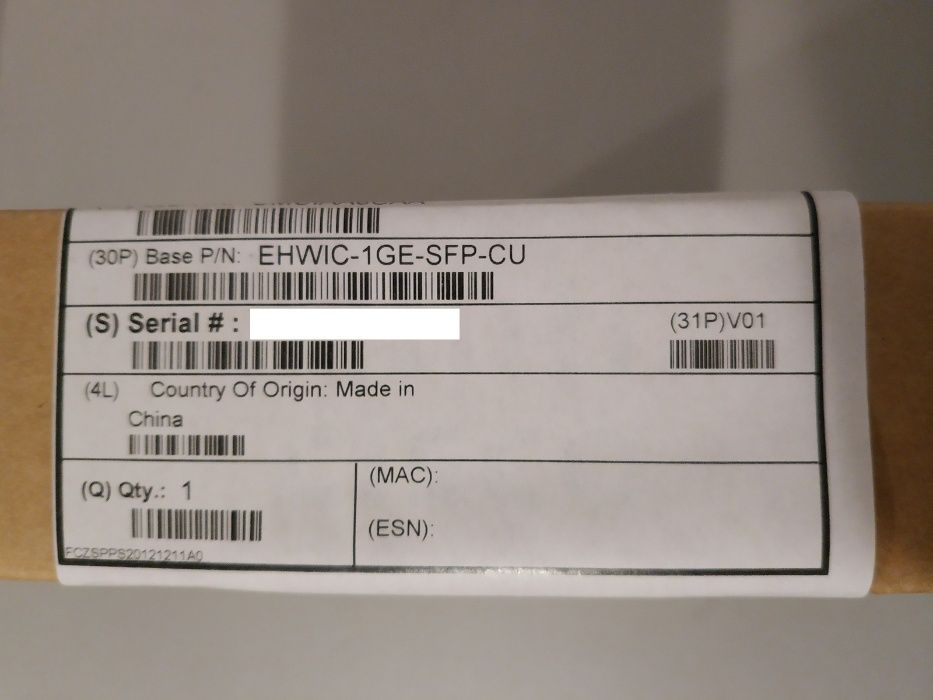 (30P) Base P/N: EHWIC-1GE-SFP-CU
(S) Serial # :
(31P)V01
(4L) Country Of Origin: Made in
China
(Q) Qty.: 1
(MAC):
(ESN):
FCZSPPS20121211A0